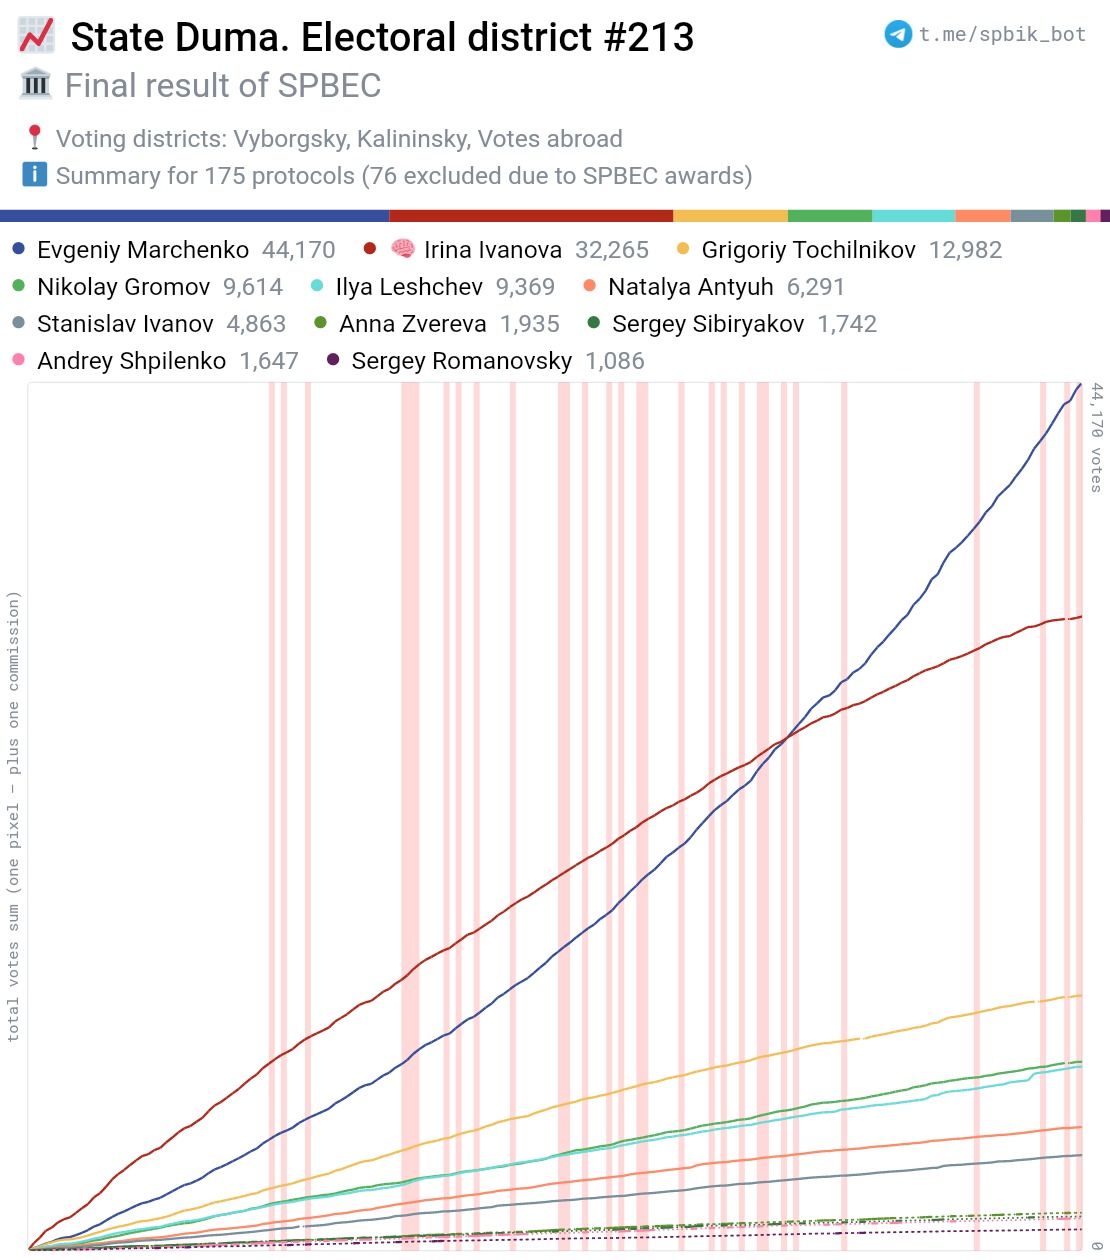 State Duma. Electoral district #213
t.me/spbik_bot
Final result of SPBEC
Voting districts: Vyborgsky, Kalininsky, Votes abroad
Summary for 175 protocols (76 excluded due to SPBEC awards)
Evgeniy Marchenko 44,170 Irina Ivanova 32,265 Grigoriy Tochilnikov 12,982
Nikolay Gromov 9,614 Ilya Leshchev 9,369 Natalya Antyuh 6,291
Stanislav Ivanov 4,863 Anna Zvereva 1,935 Sergey Sibiryakov 1,742
Andrey Shpilenko 1,647 Sergey Romanovsky 1,086
44,170 votes
total votes sum (one pixel – plus one commission)
0